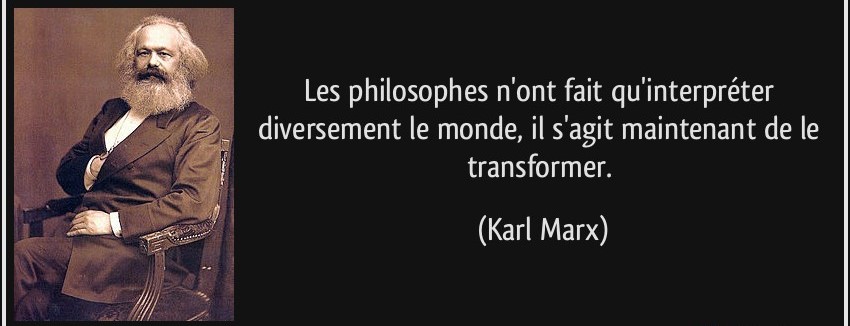 Les philosophes n'ont fait qu'interpréter
diversement le monde, il s'agit maintenant de le
transformer.
(Karl Marx)